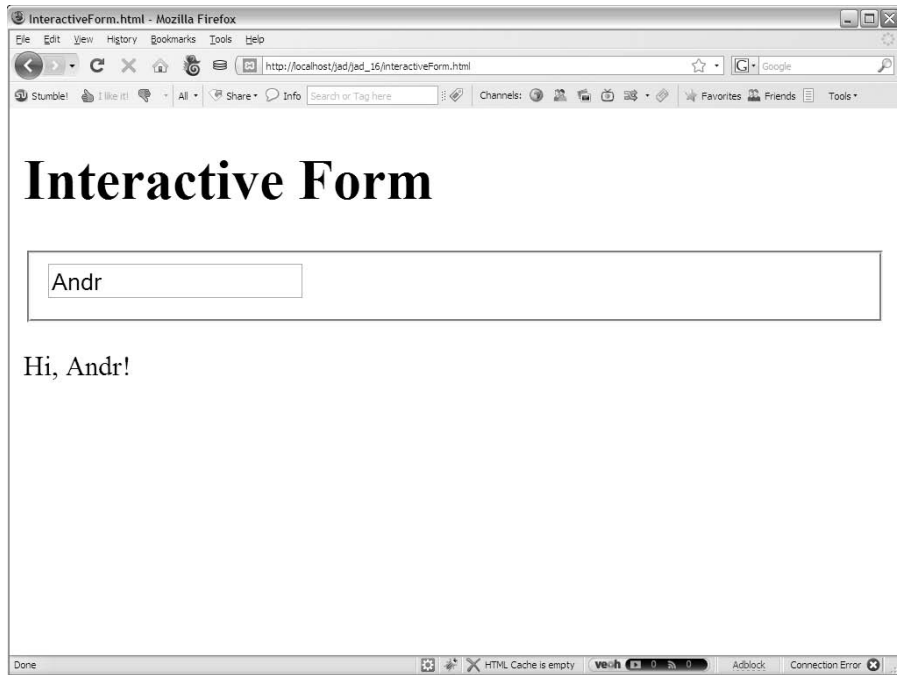 InteractiveForm.html - Mozilla Firefox
File Edit View History Bookmarks Tools Help
http://localhost/jad/jad_16/interactiveForm.html G Google
Stumble! I like it! All Share Info Search or Tag here Channels: Favorites Friends Tools
Interactive Form
Andr
Hi, Andr!
Done HTML Cache is empty veoh 0 0 Adblock Connection Error